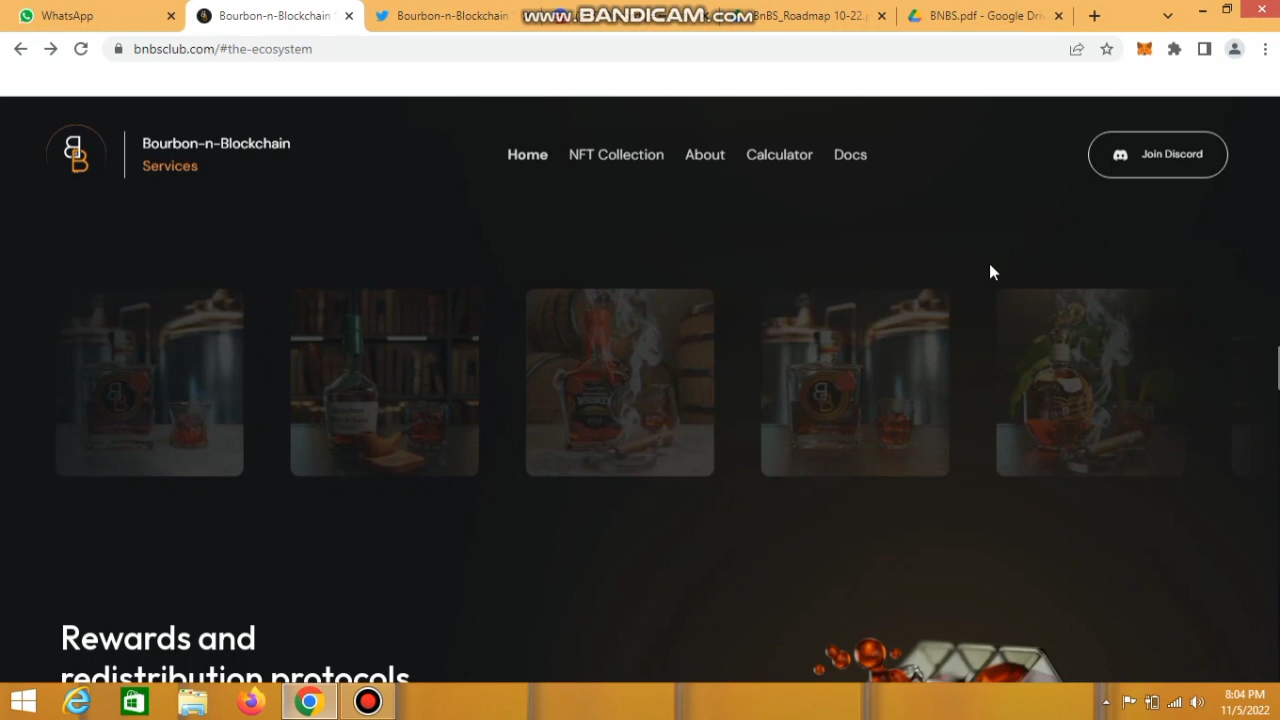 WhatsApp
Bourbon-n-Blockchain
Bourbon-n-Blockchain
www.BANDICAM.com
BnBS_Roadmap 10-22.p
BNBS.pdf - Google Dri
bnbsclub.com/#the-ecosystem
Bourbon-n-Blockchain
Services
Home
NFT Collection
About
Calculator
Docs
Join Discord
WHISKEY
Rewards and
redistribution protocols
8:04 PM
11/5/2022